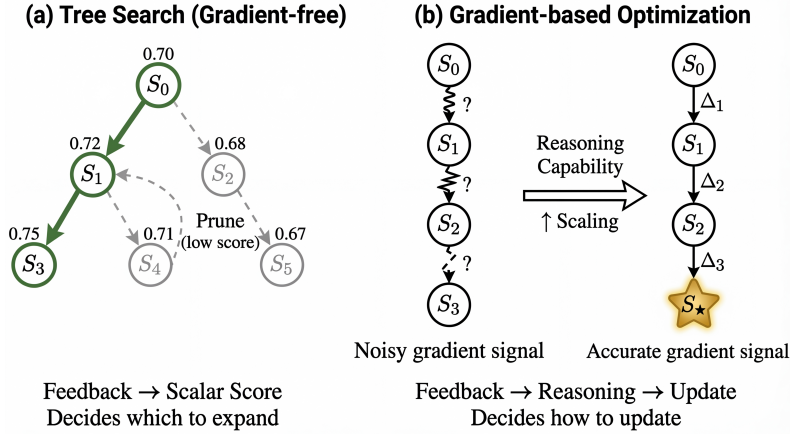 (a) Tree Search (Gradient-free)
0.70
S₀
0.72
S₁
0.68
S₂
Prune
(low score)
0.75
S₃
0.71
S₄
0.67
S₅
Feedback → Scalar Score
Decides which to expand
(b) Gradient-based Optimization
S₀
?
S₁
?
S₂
?
S₃
Noisy gradient signal
Reasoning
Capability
↑ Scaling
S₀
Δ₁
S₁
Δ₂
S₂
Δ₃
S★
Accurate gradient signal
Feedback → Reasoning → Update
Decides how to update